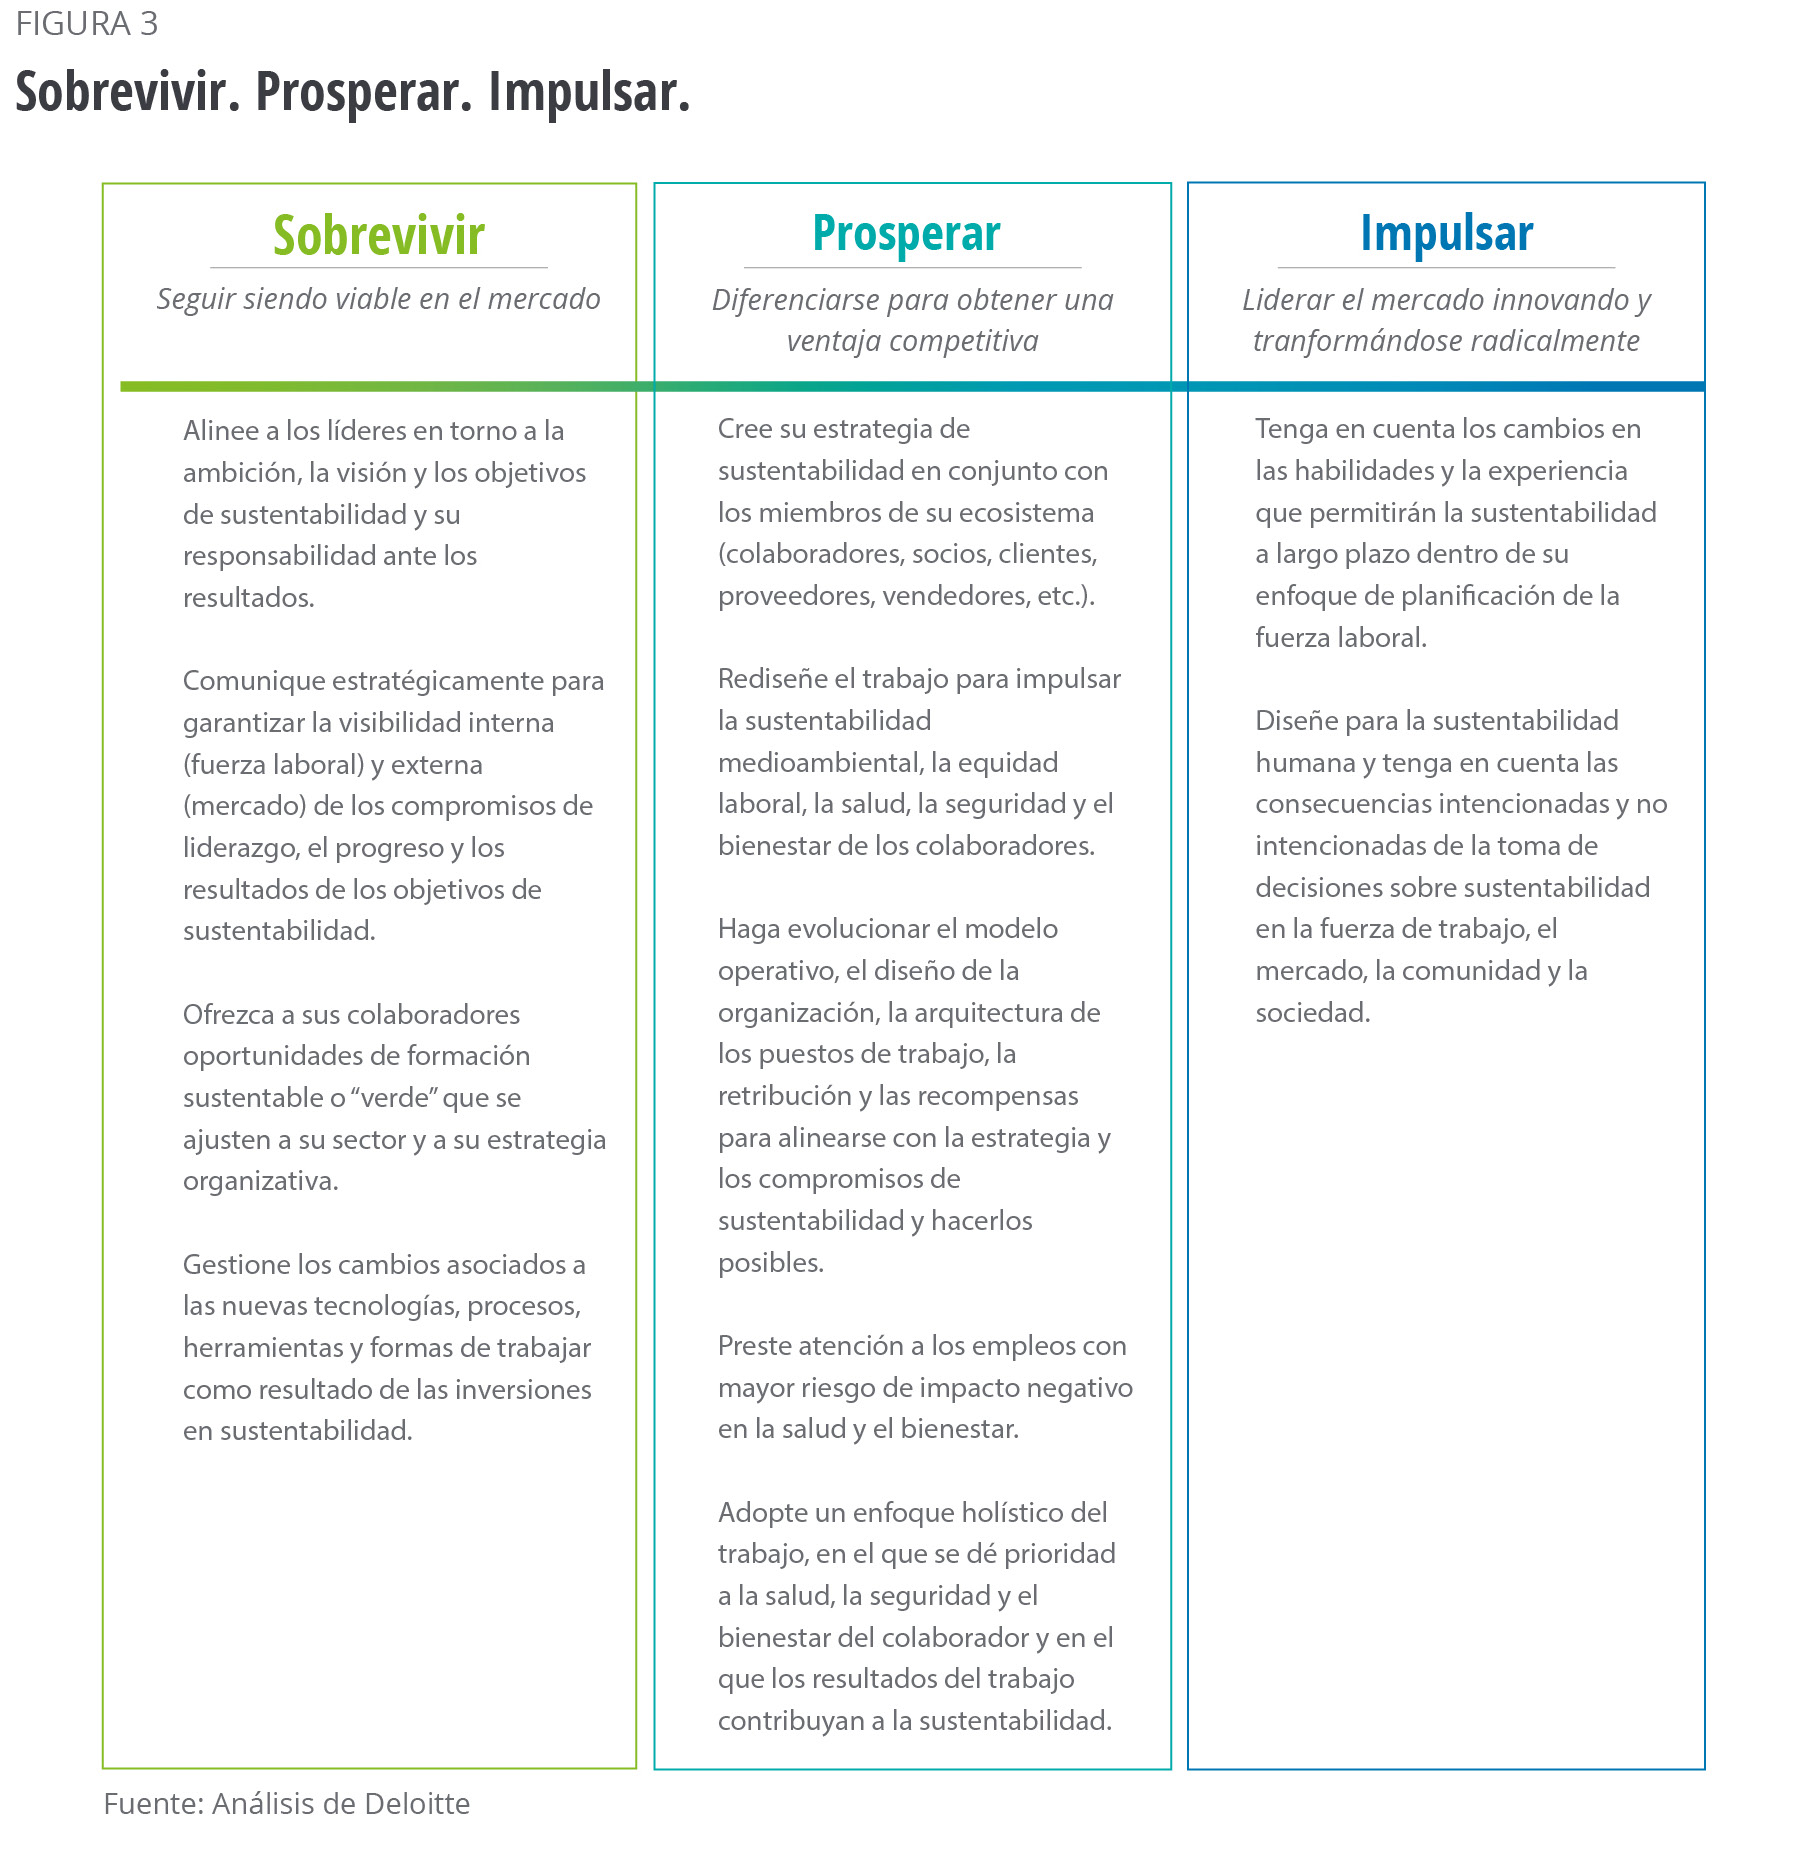 FIGURA 3
Sobrevivir. Prosperar. Impulsar.
Sobrevivir
Seguir siendo viable en el mercado
Alinee a los líderes en torno a la
ambición, la visión y los objetivos
de sustentabilidad y su
responsabilidad ante los
resultados.
Comunique estratégicamente para
garantizar la visibilidad interna
(fuerza laboral) y externa
(mercado) de los compromisos de
liderazgo, el progreso y los
resultados de los objetivos de
sustentabilidad.
Ofrezca a sus colaboradores
oportunidades de formación
sustentable o “verde” que se
ajusten a su sector y a su estrategia
organizativa.
Gestione los cambios asociados a
las nuevas tecnologías, procesos,
herramientas y formas de trabajar
como resultado de las inversiones
en sustentabilidad.
Prosperar
Diferenciarse para obtener una
ventaja competitiva
Cree su estrategia de
sustentabilidad en conjunto con
los miembros de su ecosistema
(colaboradores, socios, clientes,
proveedores, vendedores, etc.).
Rediseñe el trabajo para impulsar
la sustentabilidad
medioambiental, la equidad
laboral, la salud, la seguridad y el
bienestar de los colaboradores.
Haga evolucionar el modelo
operativo, el diseño de la
organización, la arquitectura de
los puestos de trabajo, la
retribución y las recompensas
para alinearse con la estrategia y
los compromisos de
sustentabilidad y hacerlos
posibles.
Preste atención a los empleos con
mayor riesgo de impacto negativo
en la salud y el bienestar.
Adopte un enfoque holístico del
trabajo, en el que se dé prioridad
a la salud, la seguridad y el
bienestar del colaborador y en el
que los resultados del trabajo
contribuyan a la sustentabilidad.
Impulsar
Liderar el mercado innovando y
tranformándose radicalmente
Tenga en cuenta los cambios en
las habilidades y la experiencia
que permitirán la sustentabilidad
a largo plazo dentro de su
enfoque de planificación de la
fuerza laboral.
Diseñe para la sustentabilidad
humana y tenga en cuenta las
consecuencias intencionadas y no
intencionadas de la toma de
decisiones sobre sustentabilidad
en la fuerza de trabajo, el
mercado, la comunidad y la
sociedad.
Fuente: Análisis de Deloitte